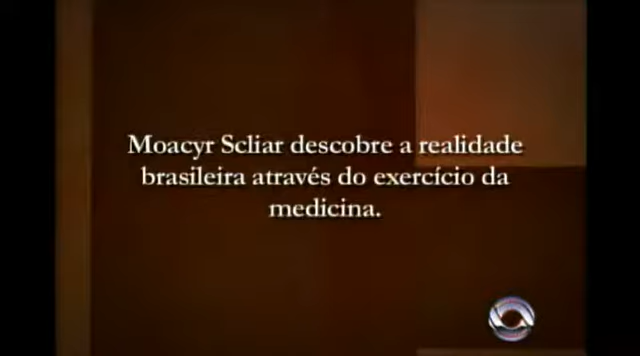 Moacyr Scliar descobre a realidade
brasileira através do exercício da
medicina.